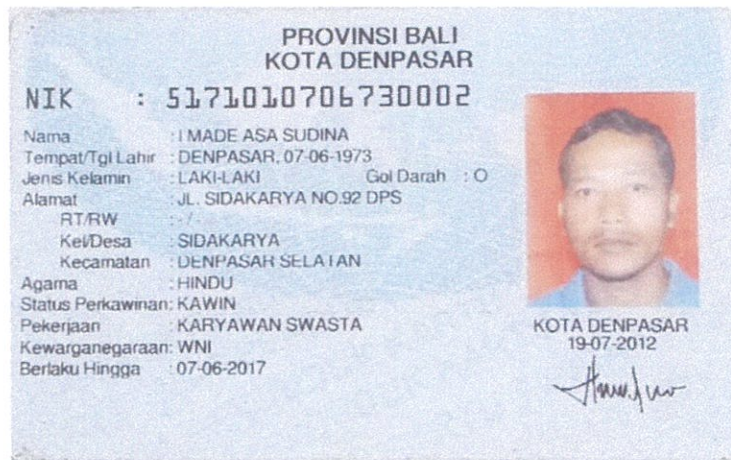 PROVINSI BALI
KOTA DENPASAR
NIK : 5171010706730002
Nama : I MADE ASA SUDINA
Tempat/Tgl Lahir : DENPASAR, 07-06-1973
Jenis Kelamin : LAKI-LAKI Gol Darah : O
Alamat : JL. SIDAKARYA NO.92 DPS
RT/RW : - / -
Kel/Desa : SIDAKARYA
Kecamatan : DENPASAR SELATAN
Agama : HINDU
Status Perkawinan: KAWIN
Pekerjaan : KARYAWAN SWASTA
Kewarganegaraan: WNI
Berlaku Hingga : 07-06-2017
KOTA DENPASAR
19-07-2012